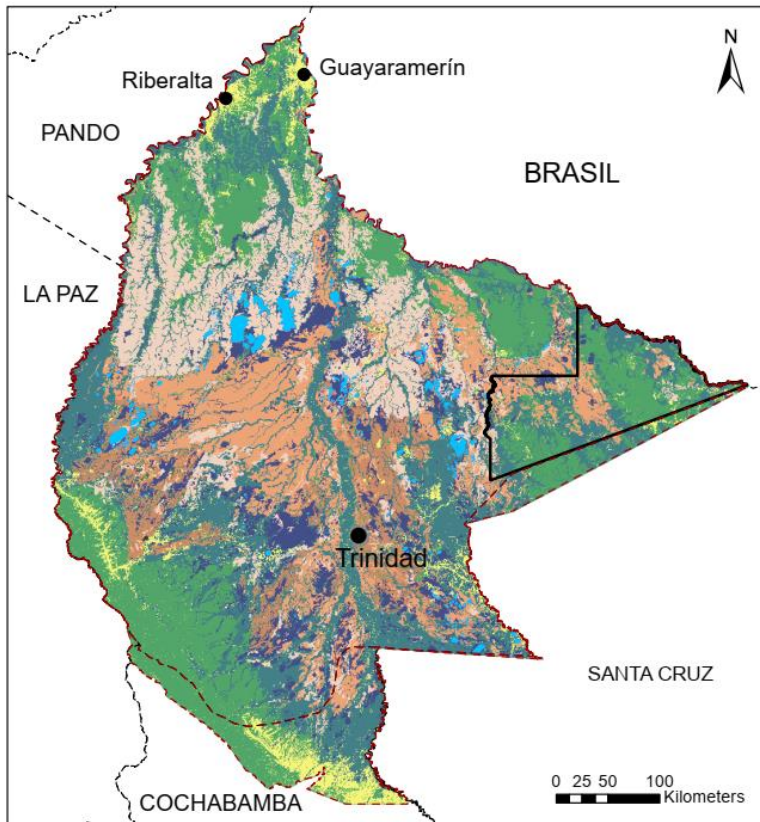 N
Riberalta
Guayaramerín
PANDO
BRASIL
LA PAZ
Trinidad
SANTA CRUZ
0 25 50 100
Kilometers
COCHABAMBA